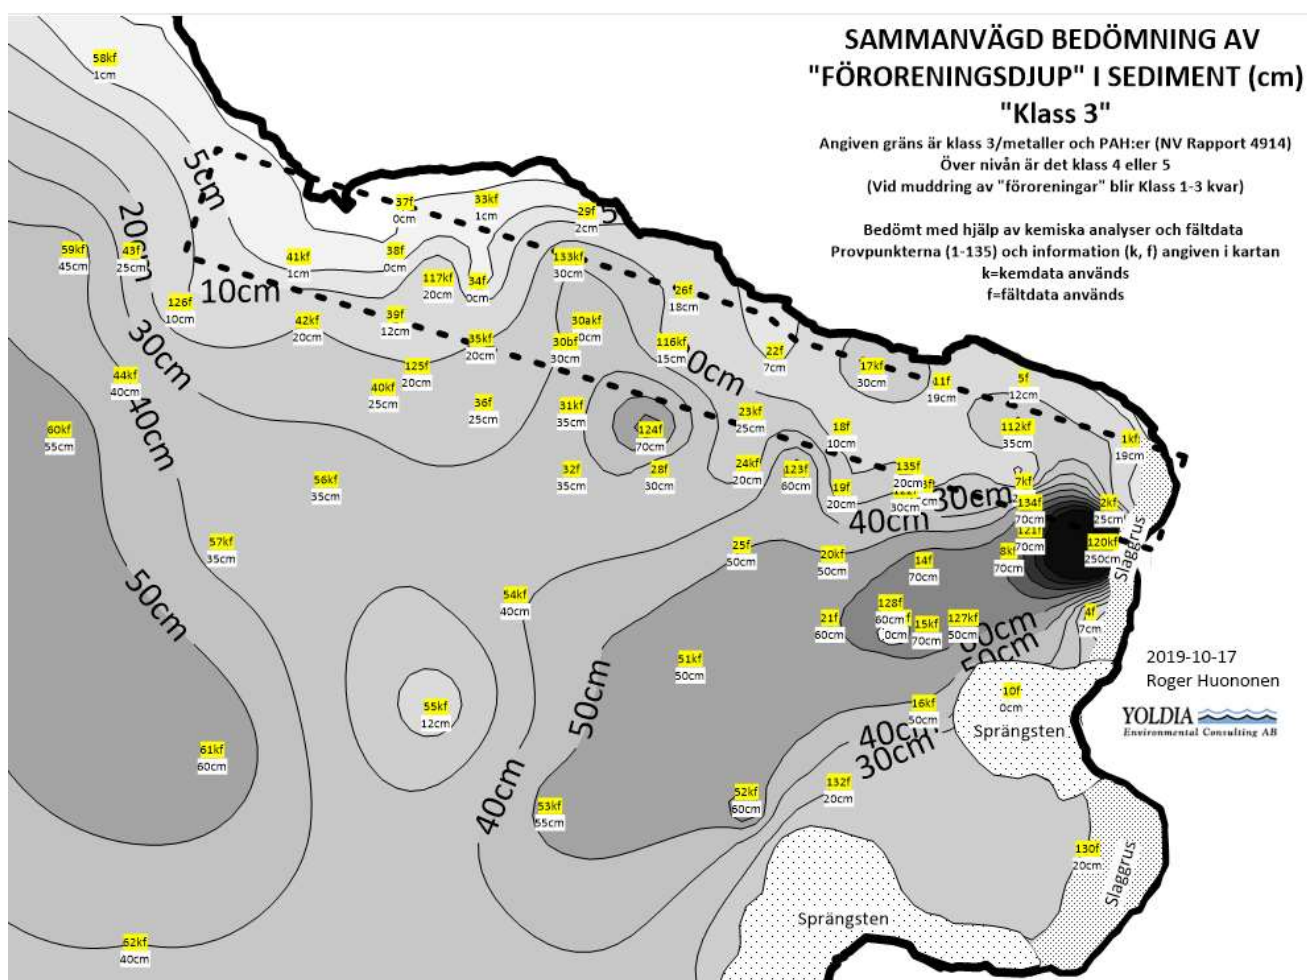 SAMMANVÄGD BEDÖMNING AV
"FÖRORENINGSDJUP" I SEDIMENT (cm)
"Klass 3"
Angiven gräns är klass 3/metaller och PAH:er (NV Rapport 4914)
Över nivån är det klass 4 eller 5
(Vid muddring av "föroreningar" blir Klass 1-3 kvar)
Bedömt med hjälp av kemiska analyser och fältdata
Provpunkterna (1-135) och information (k, f) angiven i kartan
k=kemdata används
f=fältdata används
58kf
1cm
5cm
37f
0cm
33kf
1cm
29f
2cm
5
20cm
59kf
45cm
43f
25cm
41kf
1cm
38f
0cm
133kf
30cm
117kf
20cm
34f
0cm
10cm
126f
10cm
26f
18cm
42kf
20cm
39f
12cm
30akf
0cm
35kf
20cm
30bf
30cm
116kf
15cm
22f
7cm
30cm
0cm
17kf
30cm
11f
19cm
5f
12cm
44kf
40cm
125f
20cm
40kf
25cm
36f
25cm
31kf
35cm
40cm
60kf
55cm
124f
70cm
23kf
25cm
18f
10cm
112kf
35cm
1kf
19cm
56kf
35cm
32f
35cm
28f
30cm
24kf
20cm
123f
60cm
135f
20cm
19f
20cm
30cm
30cm
7kf
134f
70cm
2kf
25cm
40cm
57kf
35cm
25f
50cm
20kf
50cm
14f
70cm
8kf
70cm
121f
70cm
120kf
250cm
Slaggrus
50cm
54kf
40cm
21f
60cm
128f
60cm
f
0cm
15kf
70cm
127kf
50cm
4f
7cm
60cm
50cm
51kf
50cm
50cm
55kf
12cm
16kf
50cm
10f
0cm
Sprängsten
2019-10-17
Roger Huononen
YOLDIA
Environmental Consulting AB
40cm
30cm
61kf
60cm
40cm
53kf
55cm
52kf
60cm
132f
20cm
130f
20cm
Slaggrus
Sprängsten
62kf
40cm